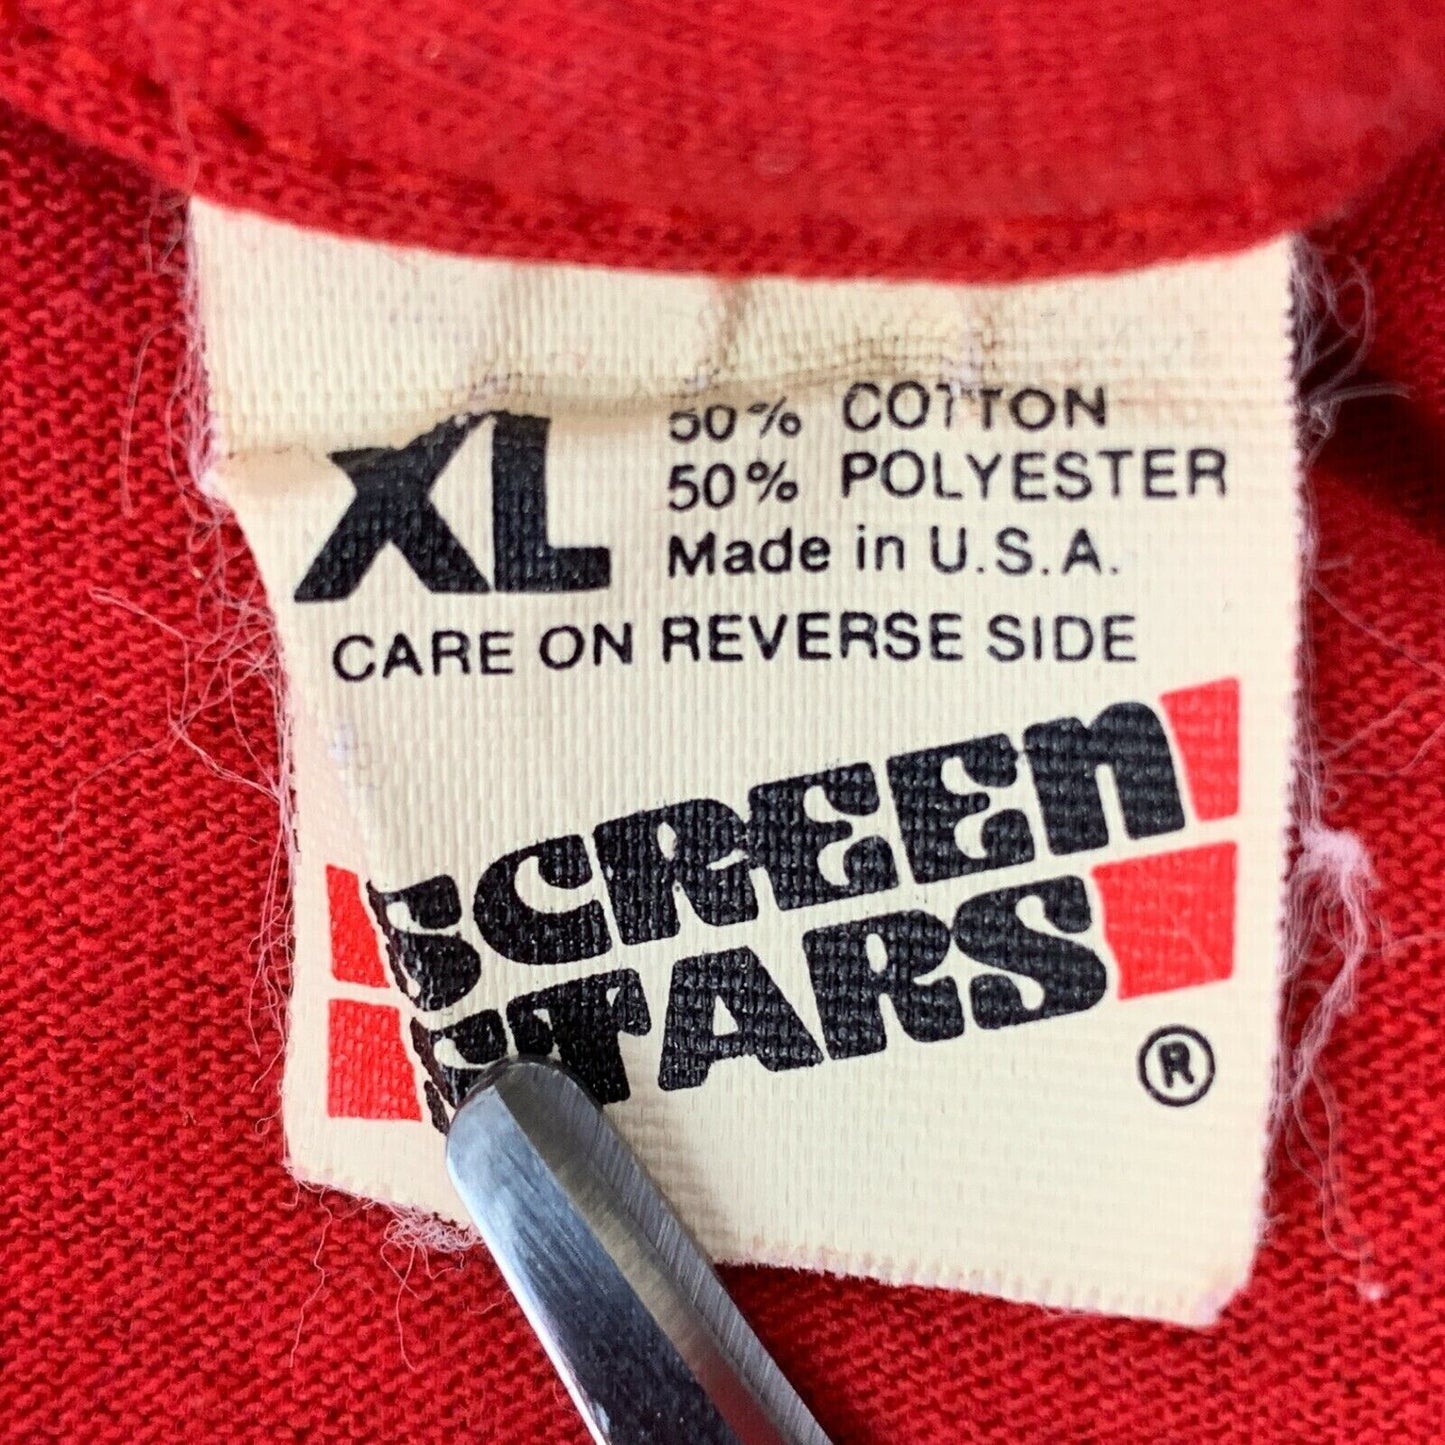 XL
50% COTTON
50% POLYESTER
Made in U.S.A.
CARE ON REVERSE SIDE
SCREEN
STARS
®